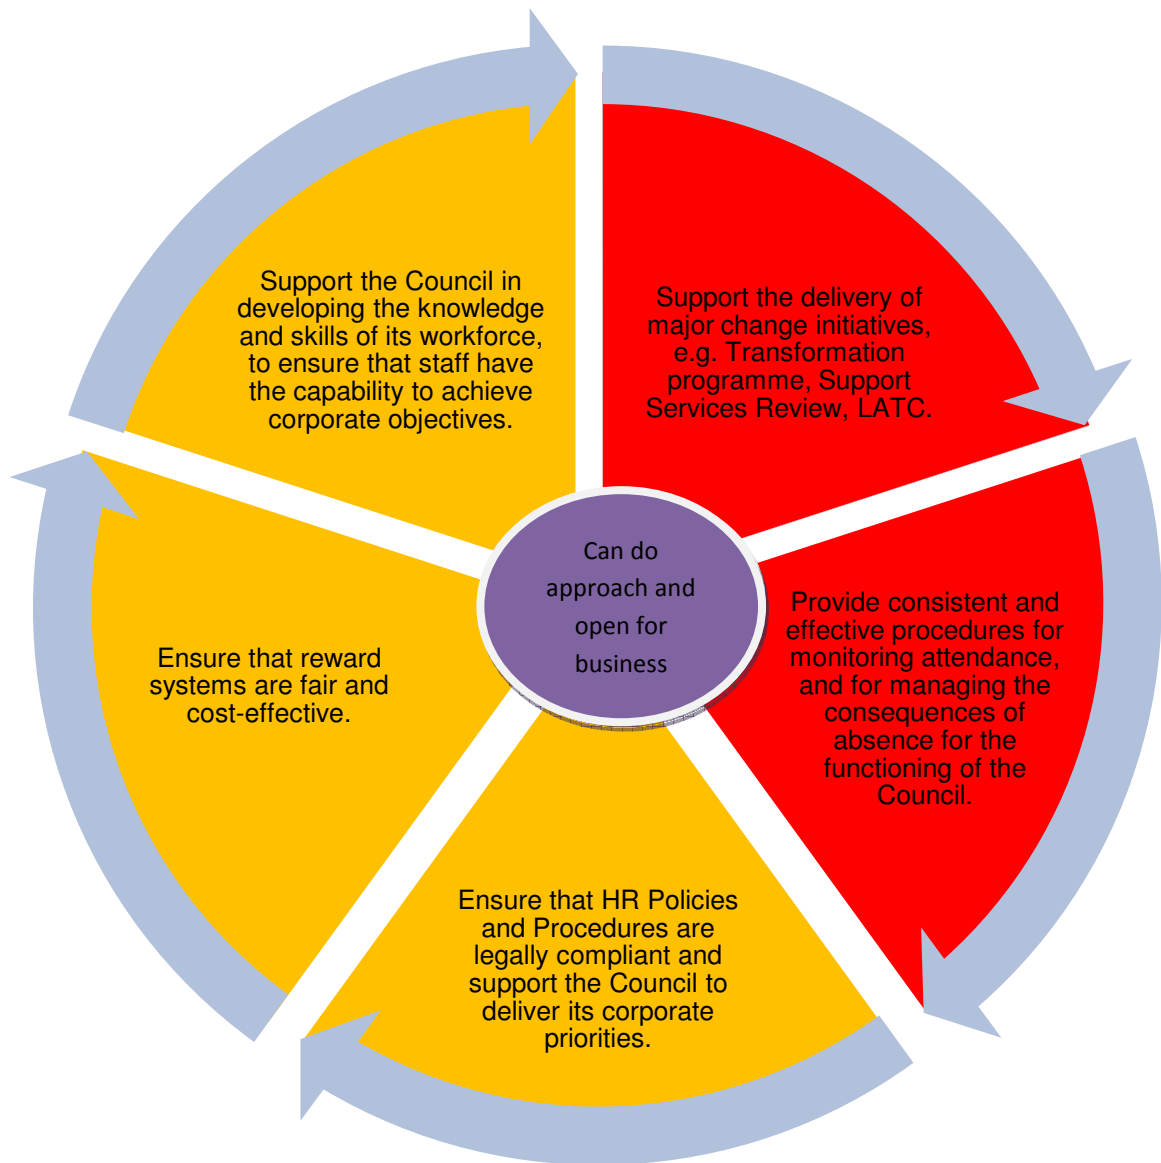 Support the delivery of
major change initiatives,
e.g. Transformation
programme, Support
Services Review, LATC.
Provide consistent and
effective procedures for
monitoring attendance,
and for managing the
consequences of
absence for the
functioning of the
Council.
Ensure that HR Policies
and Procedures are
legally compliant and
support the Council to
deliver its corporate
priorities.
Ensure that reward
systems are fair and
cost-effective.
Support the Council in
developing the knowledge
and skills of its workforce,
to ensure that staff have
the capability to achieve
corporate objectives.
Can do
approach and
open for
business